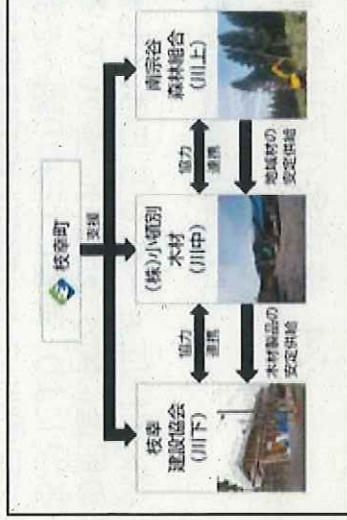 枝幸町
支援
枝幸
建設協会
(川下)
協力
連携
木材製品の
安定供給
(株)小頓別
木材
(川中)
協力
連携
地域材の
安定供給
南宗谷
森林組合
(川上)